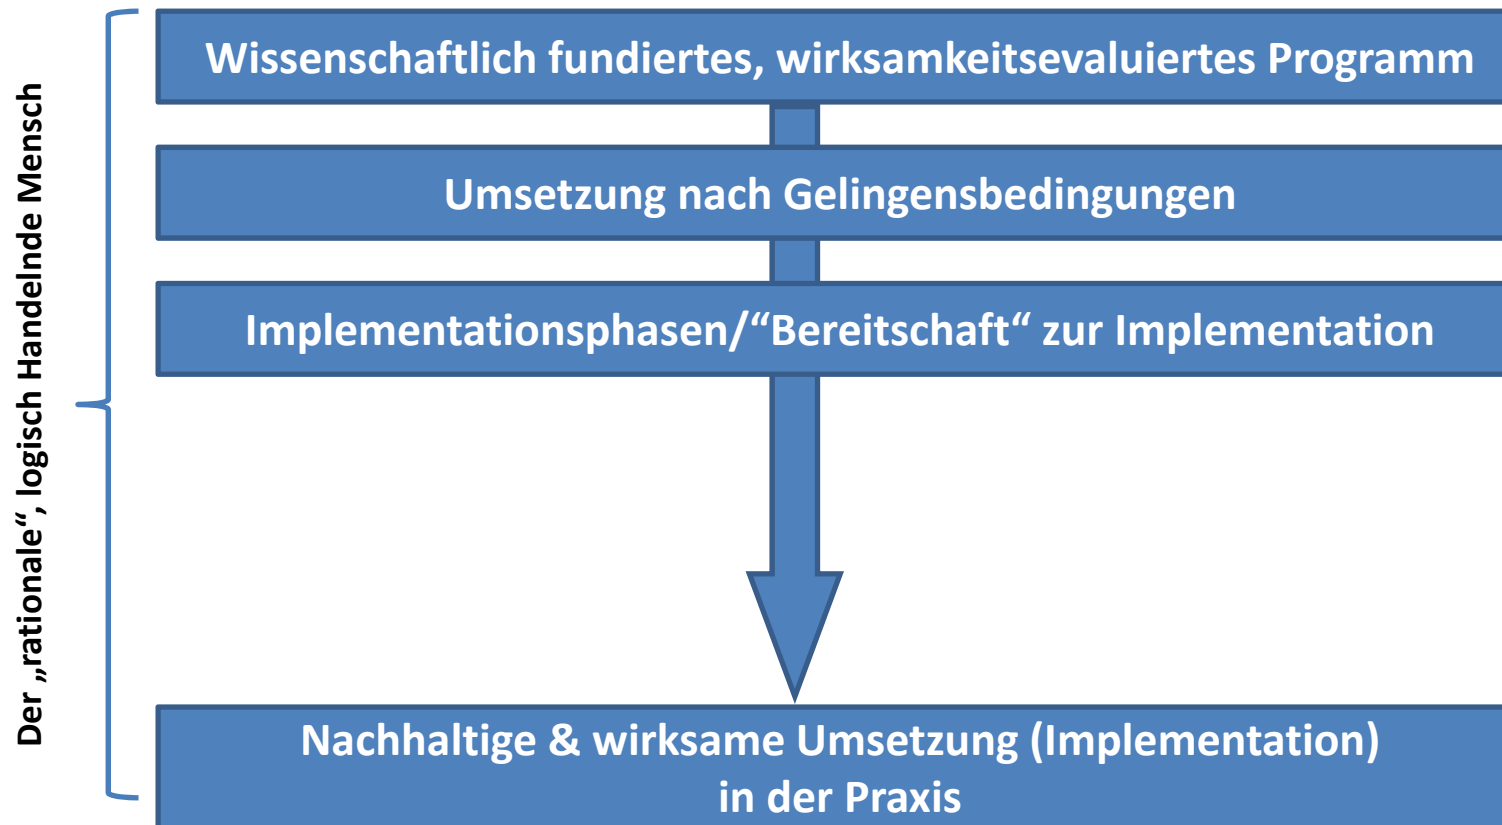 Der „rationale“, logisch Handelnde Mensch
Wissenschaftlich fundiertes, wirksamkeitsevaluiertes Programm
Umsetzung nach Gelingensbedingungen
Implementationsphasen/“Bereitschaft“ zur Implementation
Nachhaltige & wirksame Umsetzung (Implementation)
in der Praxis